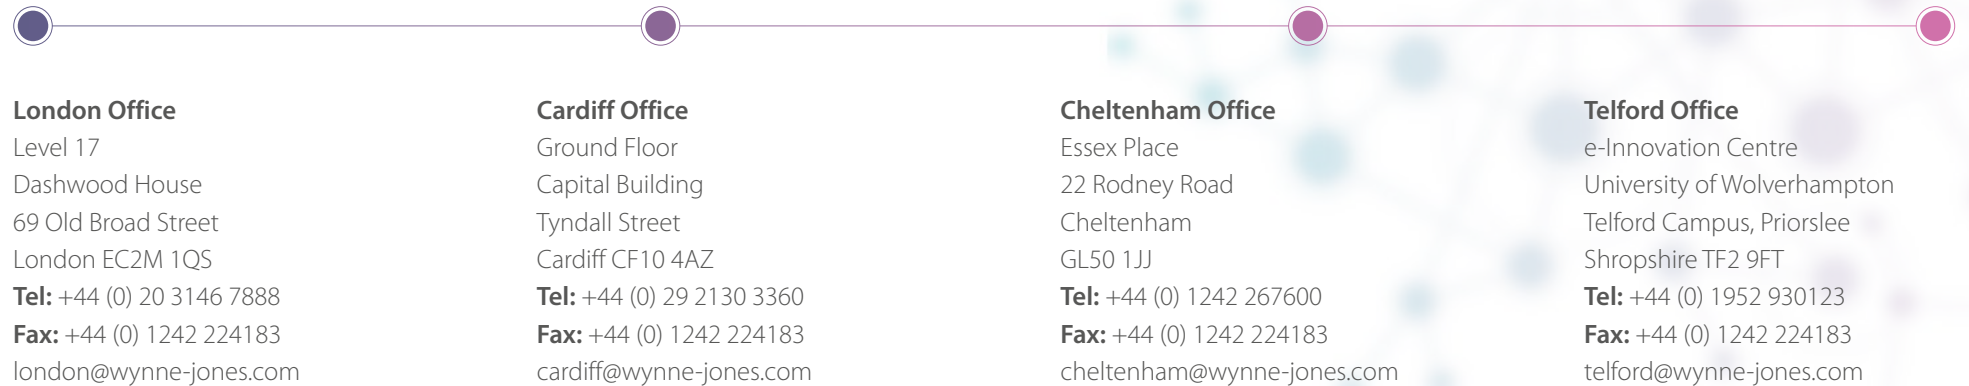 London Office
Level 17
Dashwood House
69 Old Broad Street
London EC2M 1QS
Tel: +44 (0) 20 3146 7888
Fax: +44 (0) 1242 224183
london@wynne-jones.com
Cardiff Office
Ground Floor
Capital Building
Tyndall Street
Cardiff CF10 4AZ
Tel: +44 (0) 29 2130 3360
Fax: +44 (0) 1242 224183
cardiff@wynne-jones.com
Cheltenham Office
Essex Place
22 Rodney Road
Cheltenham
GL50 1JJ
Tel: +44 (0) 1242 267600
Fax: +44 (0) 1242 224183
cheltenham@wynne-jones.com
Telford Office
e-Innovation Centre
University of Wolverhampton
Telford Campus, Priorslee
Shropshire TF2 9FT
Tel: +44 (0) 1952 930123
Fax: +44 (0) 1242 224183
telford@wynne-jones.com